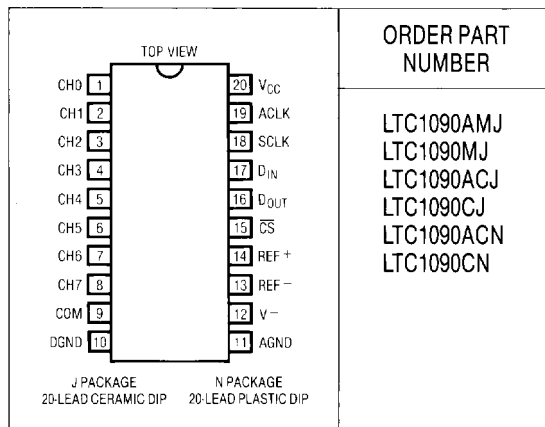 TOP VIEW
CH0 1 20 VCC
CH1 2 19 ACLK
CH2 3 18 SCLK
CH3 4 17 DIN
CH4 5 16 DOUT
CH5 6 15 C̅S̅
CH6 7 14 REF +
CH7 8 13 REF −
COM 9 12 V −
DGND 10 11 AGND
J PACKAGE
20-LEAD CERAMIC DIP
N PACKAGE
20-LEAD PLASTIC DIP
ORDER PART
NUMBER
LTC1090AMJ
LTC1090MJ
LTC1090ACJ
LTC1090CJ
LTC1090ACN
LTC1090CN